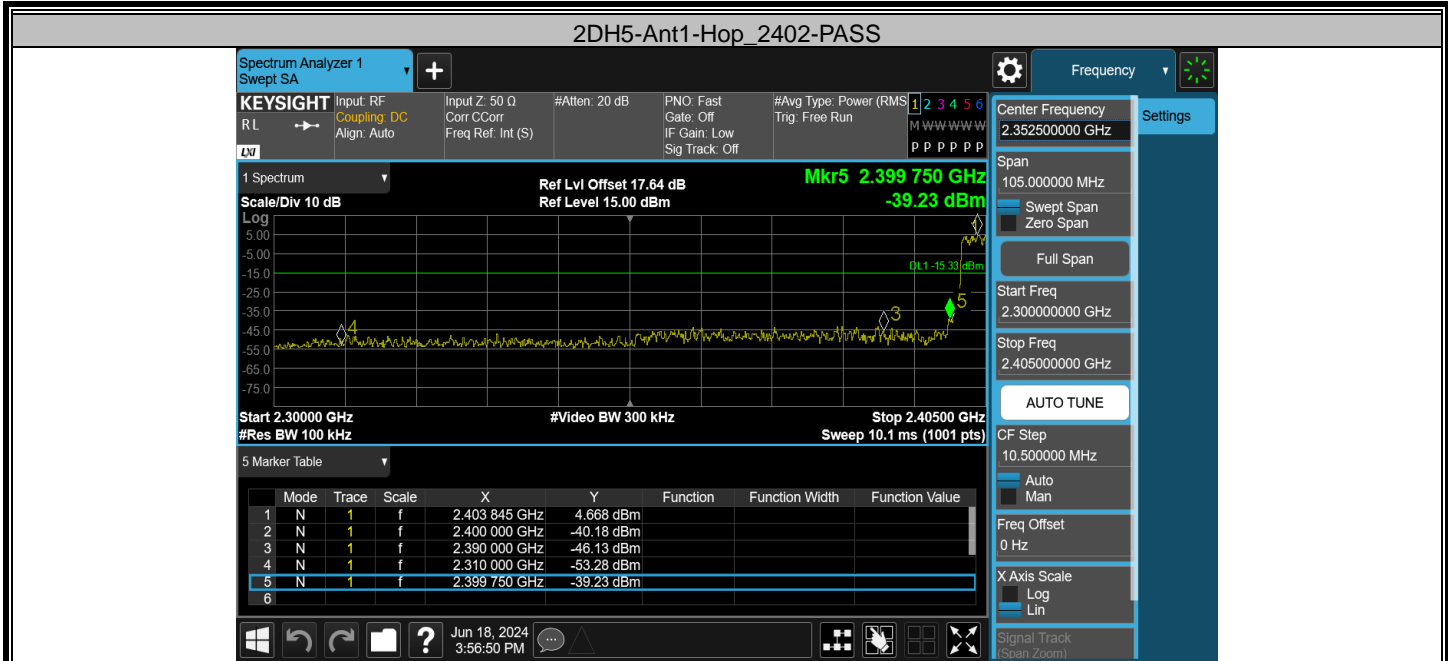 2DH5-Ant1-Hop_2402-PASS
Spectrum Analyzer 1
Swept SA
Frequency
KEYSIGHT
RL
LXI
Input: RF
Coupling: DC
Align: Auto
Input Z: 50 Ω
Corr CCorr
Freq Ref: Int (S)
#Atten: 20 dB
PNO: Fast
Gate: Off
IF Gain: Low
Sig Track: Off
#Avg Type: Power (RMS
Trig: Free Run
1 2 3 4 5 6
M W W W W W
P P P P P P
1 Spectrum
Scale/Div 10 dB
Ref Lvl Offset 17.64 dB
Ref Level 15.00 dBm
Mkr5 2.399 750 GHz
-39.23 dBm
Log
5.00
-5.00
-15.0
-25.0
-35.0
-45.0
-55.0
-65.0
-75.0
1
DL1 -15.33 dBm
5
3
4
Start 2.30000 GHz
#Video BW 300 kHz
Stop 2.40500 GHz
#Res BW 100 kHz
Sweep 10.1 ms (1001 pts)
5 Marker Table
Mode Trace Scale X Y Function Function Width Function Value
1 N 1 f 2.403 845 GHz 4.668 dBm
2 N 1 f 2.400 000 GHz -40.18 dBm
3 N 1 f 2.390 000 GHz -46.13 dBm
4 N 1 f 2.310 000 GHz -53.28 dBm
5 N 1 f 2.399 750 GHz -39.23 dBm
6
Center Frequency
2.352500000 GHz
Settings
Span
105.000000 MHz
Swept Span
Zero Span
Full Span
Start Freq
2.300000000 GHz
Stop Freq
2.405000000 GHz
AUTO TUNE
CF Step
10.500000 MHz
Auto
Man
Freq Offset
0 Hz
X Axis Scale
Log
Lin
Signal Track
(Span Zoom)
?
Jun 18, 2024
3:56:50 PM